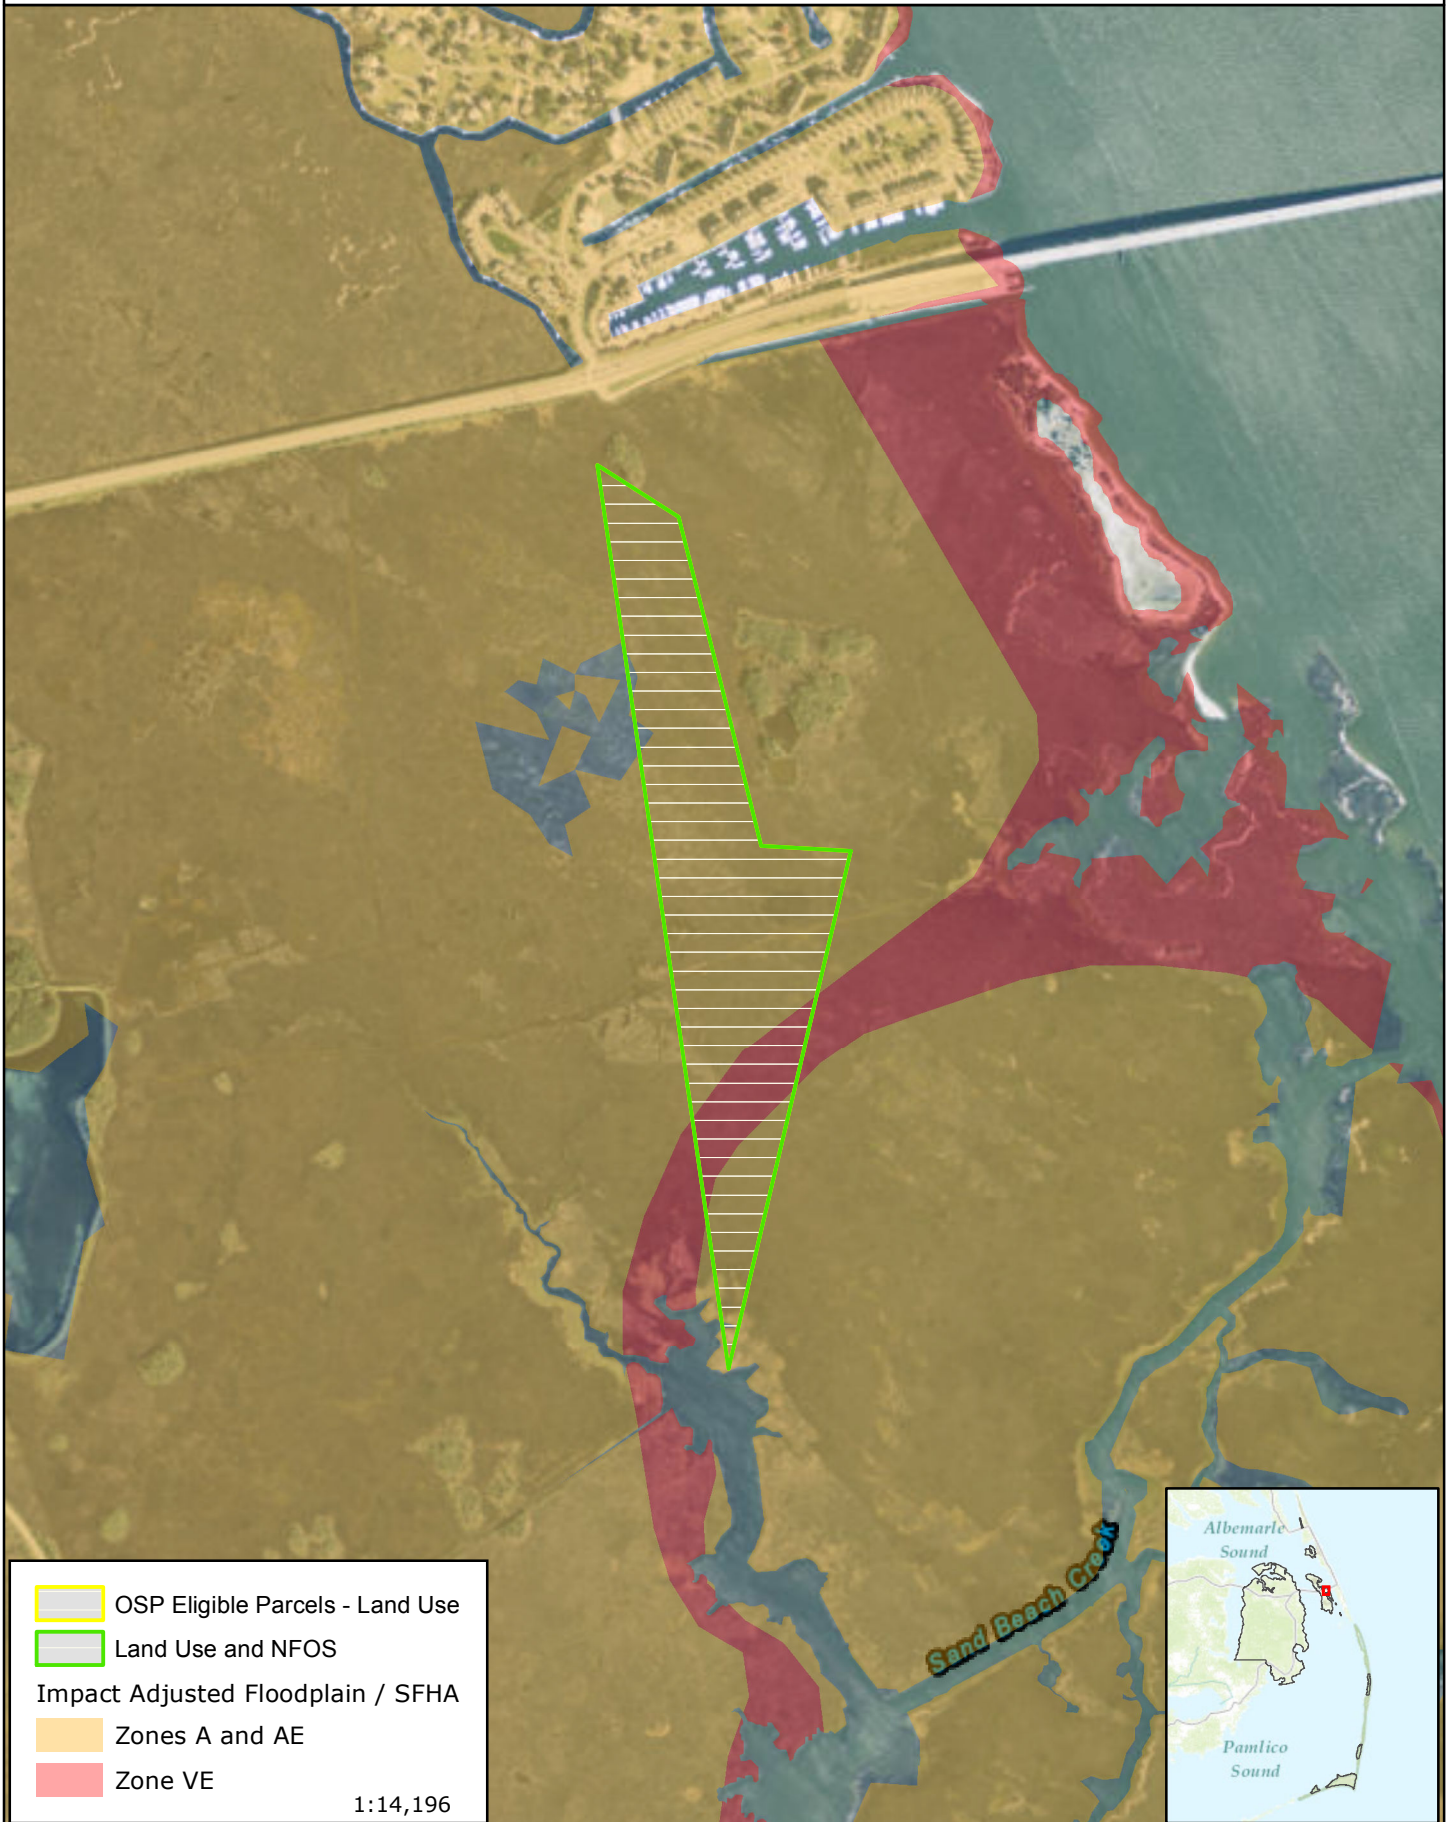 Sand Beach Creek
OSP Eligible Parcels - Land Use
Land Use and NFOS
Impact Adjusted Floodplain / SFHA
Zones A and AE
Zone VE
1:14,196
Albemarle
Sound
Pamlico
Sound